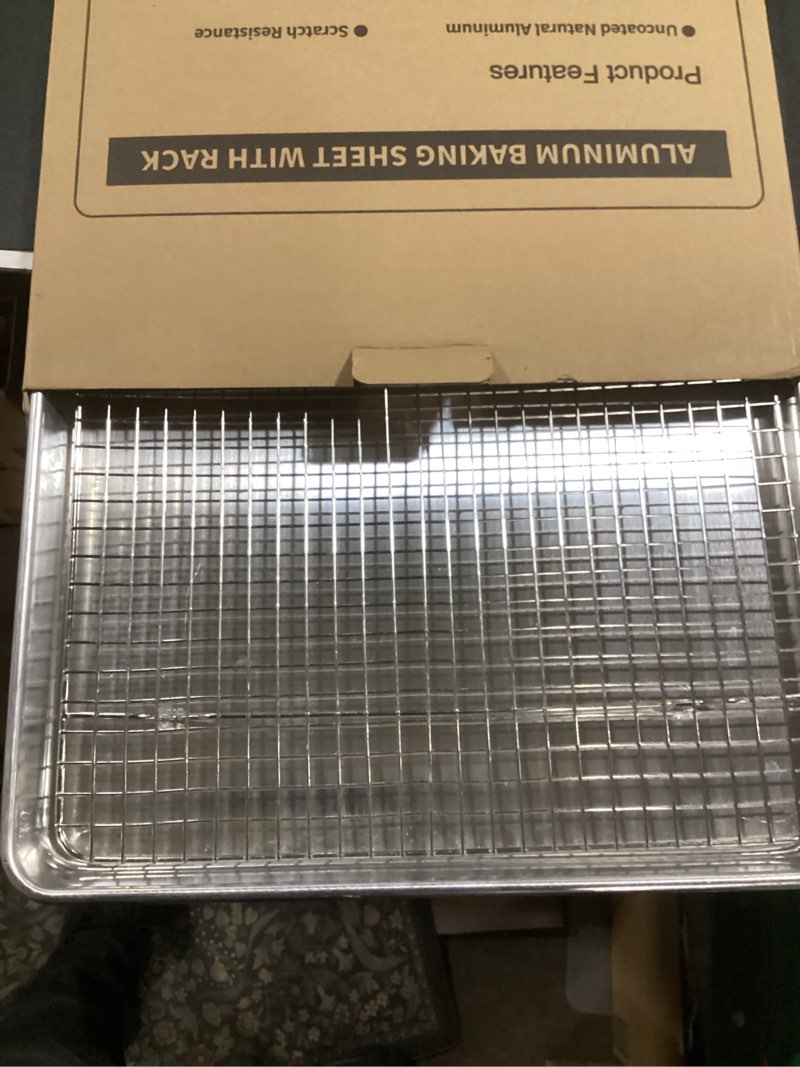 ALUMINUM BAKING SHEET WITH RACK
Product Features
● Uncoated Natural Aluminum ● Scratch Resistance